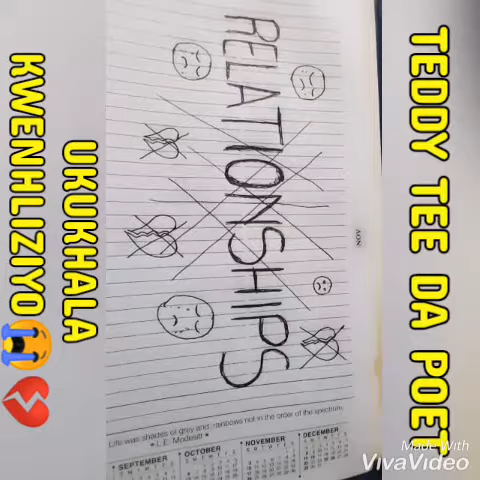 TEDDY TEE DA POET
NOV
RELATIONSHIPS
Life was shades of grey and rainbows not in the order of the spectrum.
• L.E. Modesitt •
SEPTEMBER
OCTOBER
NOVEMBER
DECEMBER
UKUKHALA
KWENHLIZIYO😭💔
Made With
VivaVideo